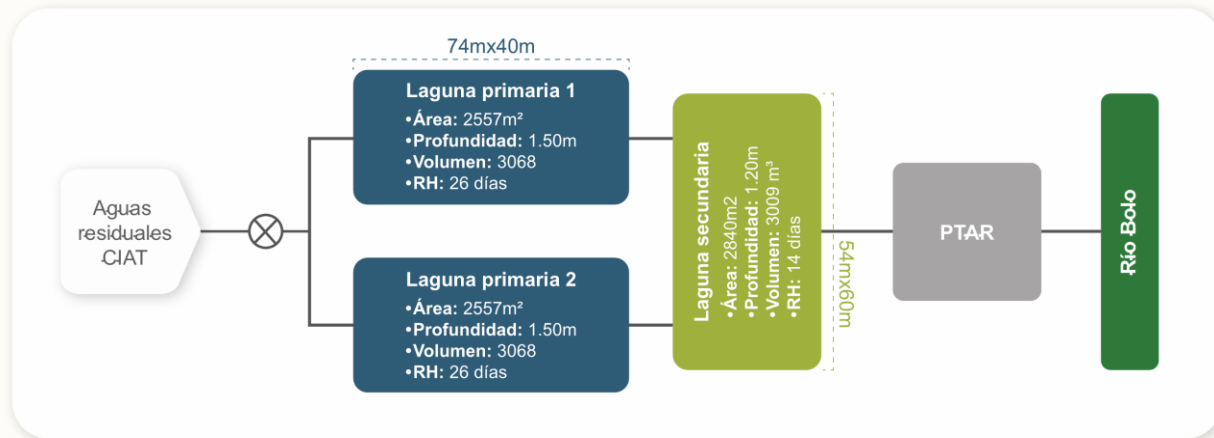 74mx40m
Laguna primaria 1
•Área: 2557m²
•Profundidad: 1.50m
•Volumen: 3068
•RH: 26 días
Aguas
residuales
CIAT
Laguna primaria 2
•Área: 2557m²
•Profundidad: 1.50m
•Volumen: 3068
•RH: 26 días
Laguna secundaria
•Área: 2840m2
•Profundidad: 1.20m
•Volumen: 3009 m³
•RH: 14 días
54mx60m
PTAR
Río Bolo